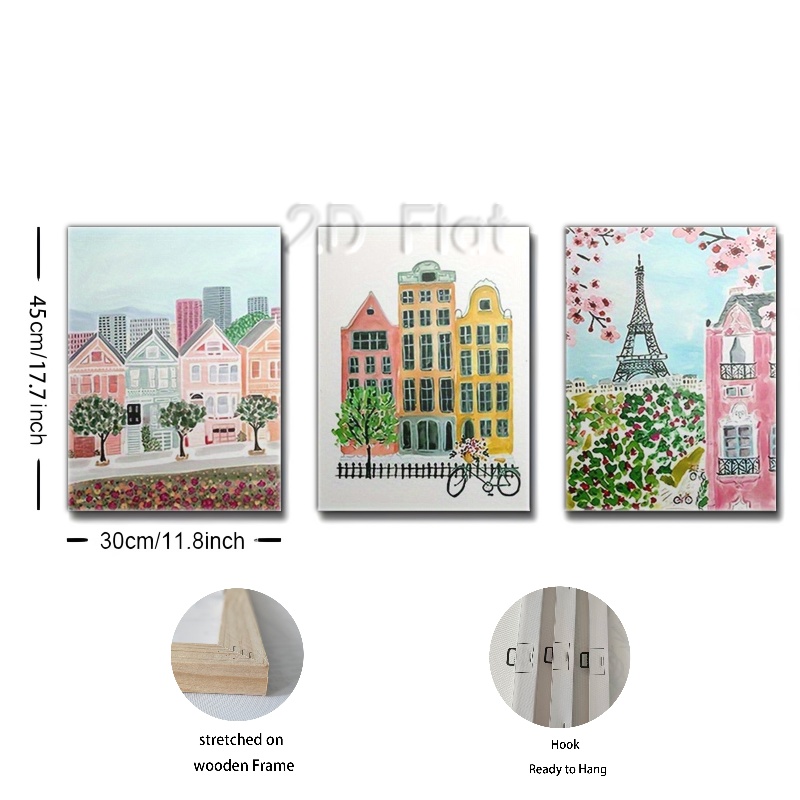 2D Flat
45cm/17.7inch
30cm/11.8inch
stretched on
wooden Frame
Hook
Ready to Hang